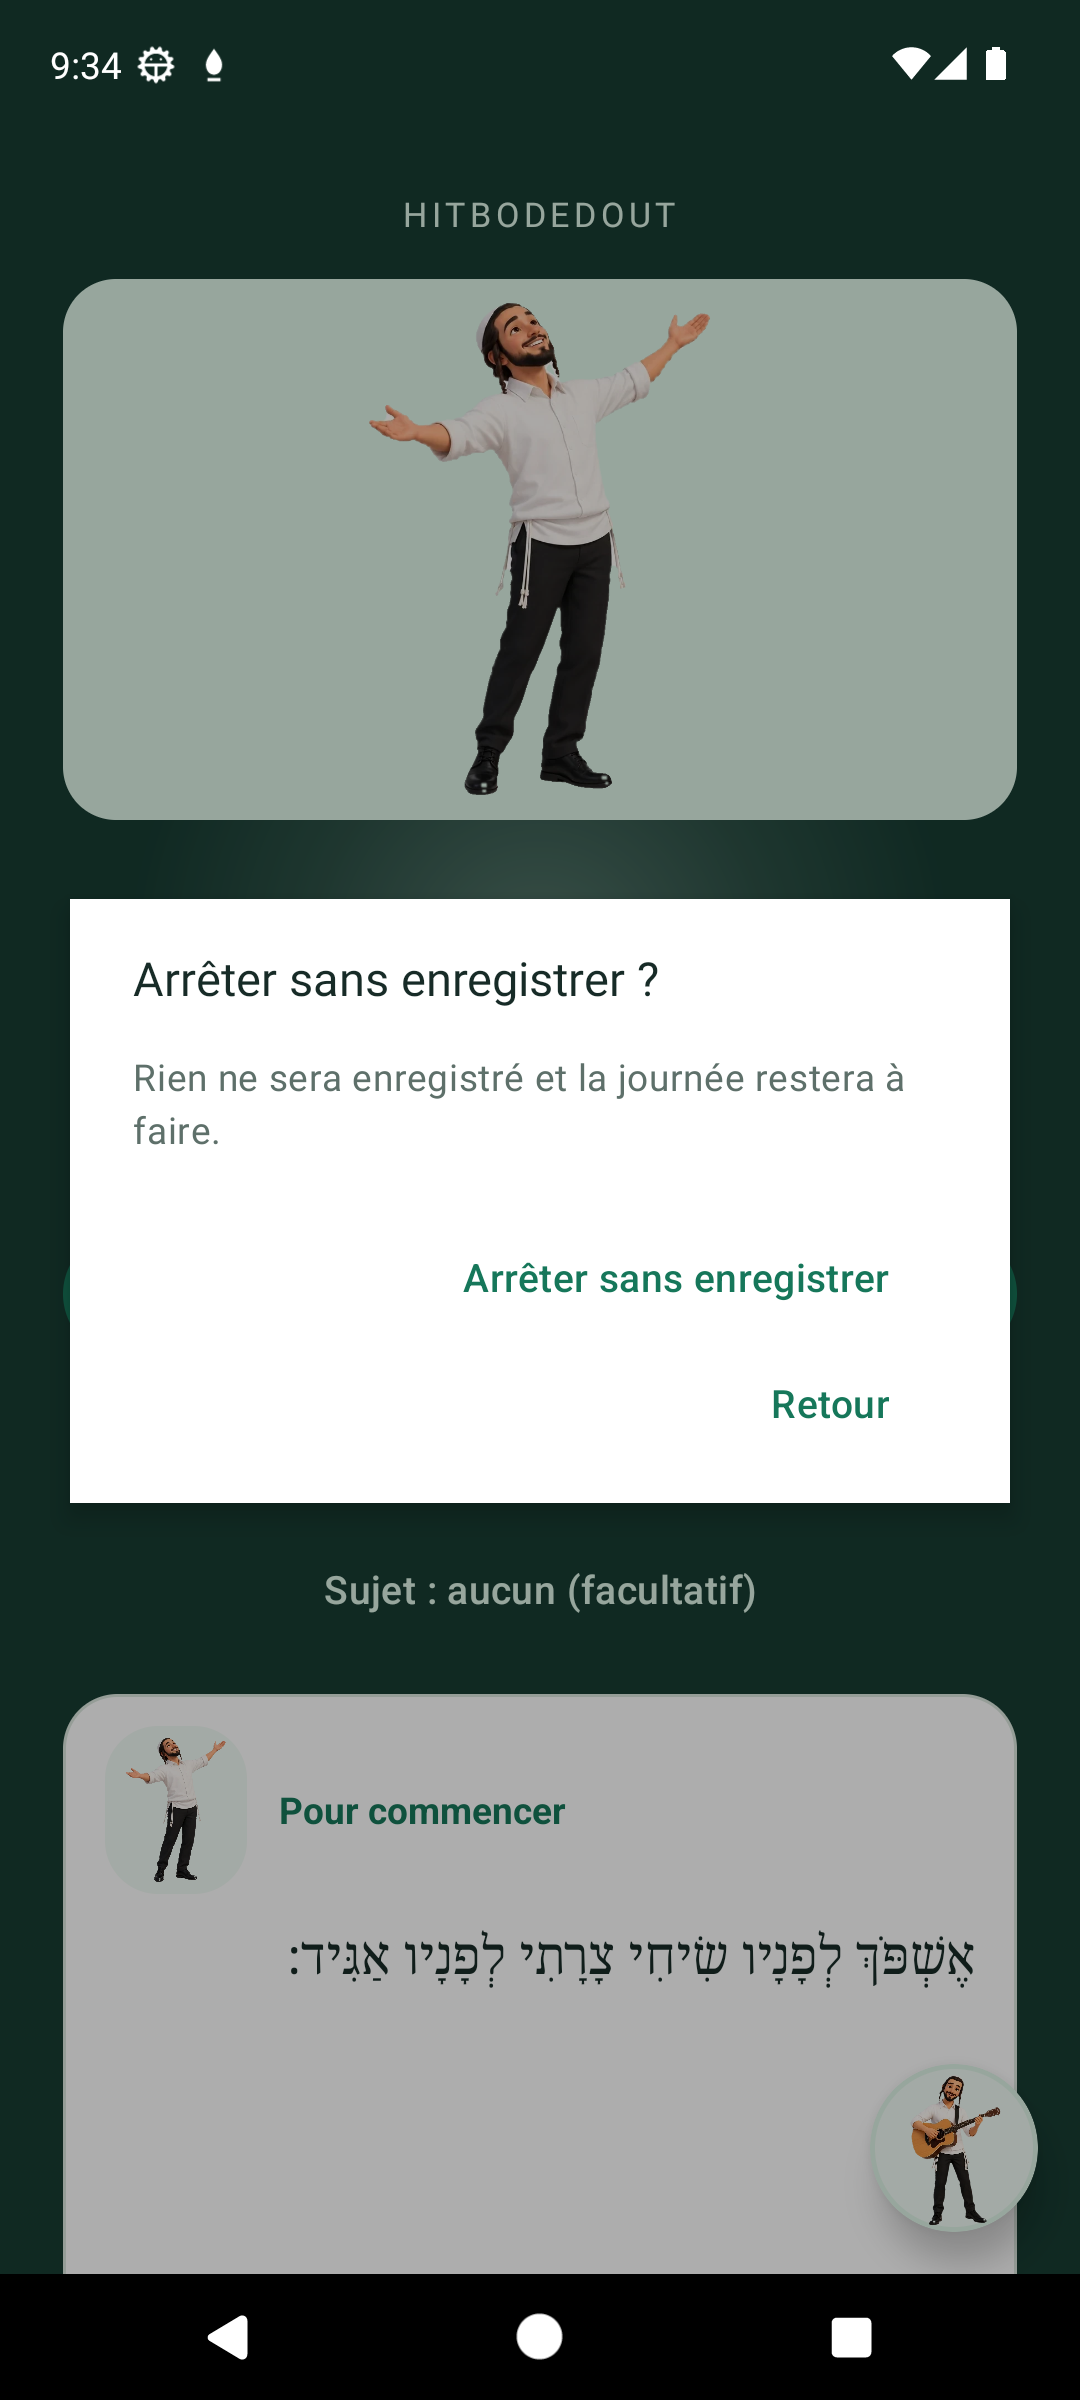 9:34
HITBODEDOUT
Arrêter sans enregistrer ?
Rien ne sera enregistré et la journée restera à
faire.
Arrêter sans enregistrer
Retour
Sujet : aucun (facultatif)
Pour commencer
אֶשְׁפֹּךְ לְפָנָיו שִׂיחִי צָרָתִי לְפָנָיו אַגִּיד: